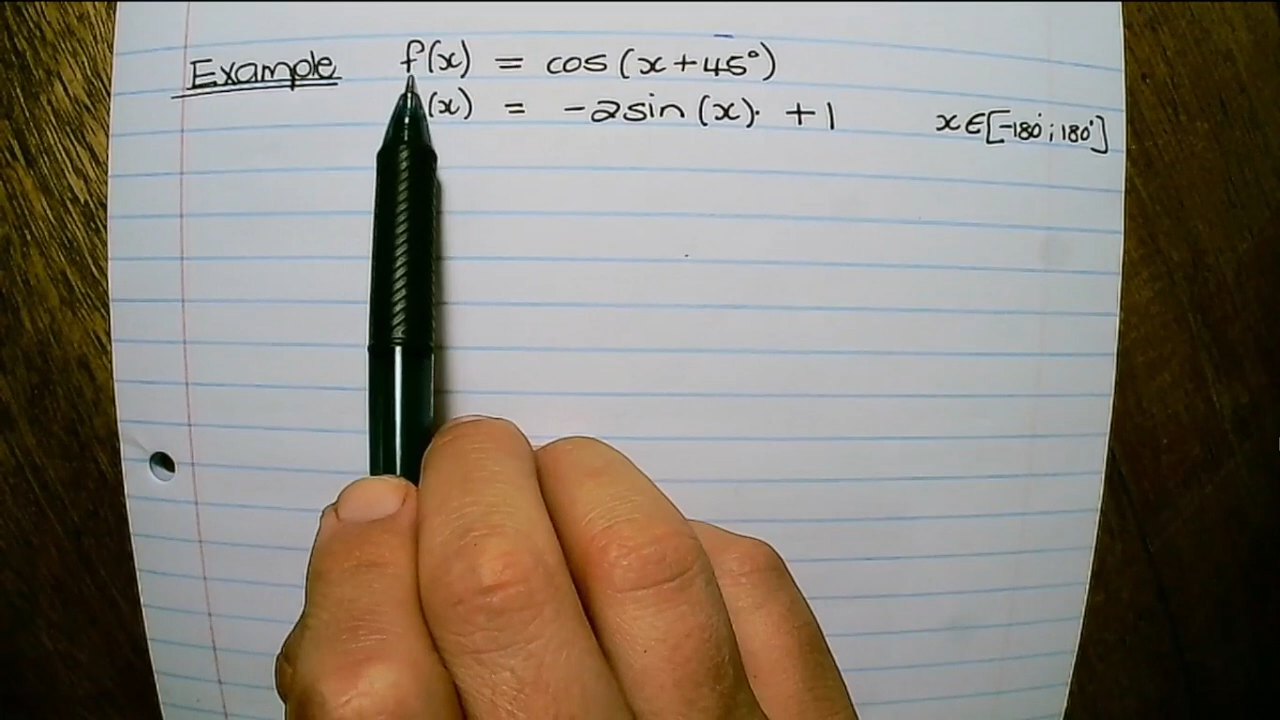 Example f(x) = cos(x+45°)
(x) = -2sin(x) +1 x∈[-180°;180°]